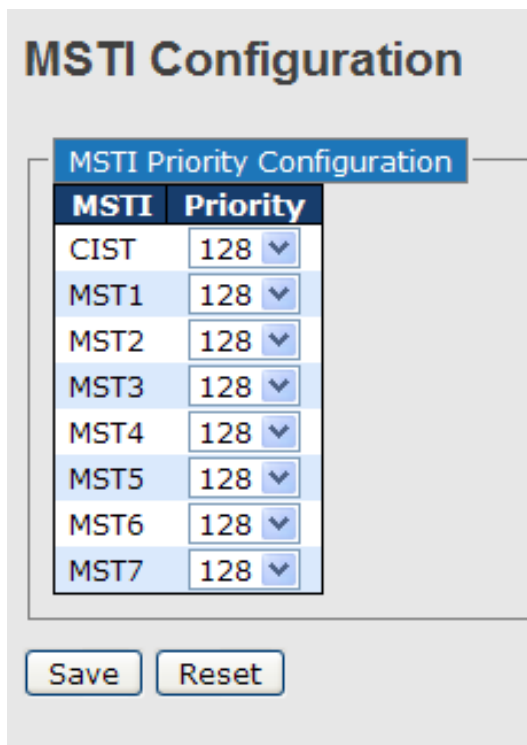 MSTI Configuration
MSTI Priority Configuration
MSTI Priority
CIST 128
MST1 128
MST2 128
MST3 128
MST4 128
MST5 128
MST6 128
MST7 128
Save Reset